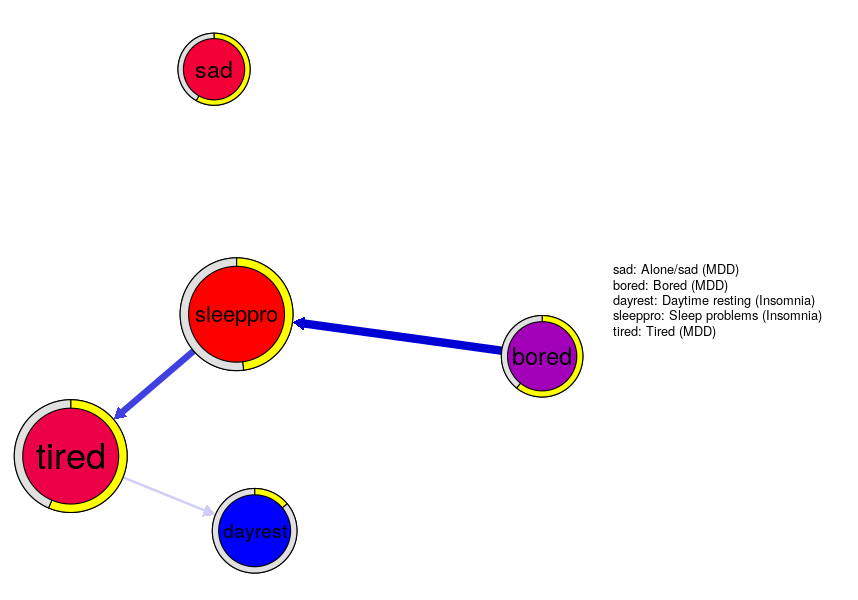 sad
sleeppro
bored
tired
dayrest
sad: Alone/sad (MDD)
bored: Bored (MDD)
dayrest: Daytime resting (Insomnia)
sleeppro: Sleep problems (Insomnia)
tired: Tired (MDD)